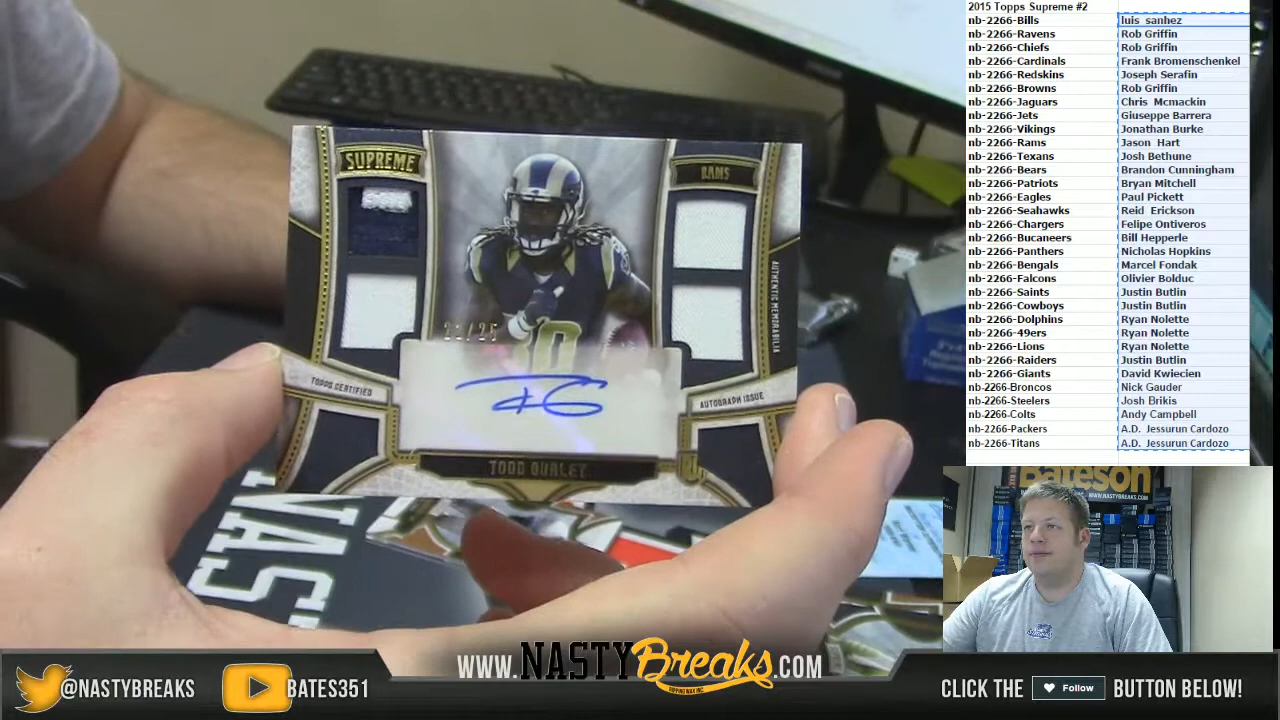 2015 Topps Supreme #2
nb-2266-Bills luis sanhez
nb-2266-Ravens Rob Griffin
nb-2266-Chiefs Rob Griffin
nb-2266-Cardinals Frank Bromenschenkel
nb-2266-Redskins Joseph Serafin
nb-2266-Browns Rob Griffin
nb-2266-Jaguars Chris Mcmackin
nb-2266-Jets Giuseppe Barrera
nb-2266-Vikings Jonathan Burke
nb-2266-Rams Jason Hart
nb-2266-Texans Josh Bethune
nb-2266-Bears Brandon Cunningham
nb-2266-Patriots Bryan Mitchell
nb-2266-Eagles Paul Pickett
nb-2266-Seahawks Reid Erickson
nb-2266-Chargers Felipe Ontiveros
nb-2266-Bucaneers Bill Hepperle
nb-2266-Panthers Nicholas Hopkins
nb-2266-Bengals Marcel Fondak
nb-2266-Falcons Olivier Bolduc
nb-2266-Saints Justin Butlin
nb-2266-Cowboys Justin Butlin
nb-2266-Dolphins Ryan Nolette
nb-2266-49ers Ryan Nolette
nb-2266-Lions Ryan Nolette
nb-2266-Raiders Justin Butlin
nb-2266-Giants David Kwiecien
nb-2266-Broncos Nick Gauder
nb-2266-Steelers Josh Brikis
nb-2266-Colts Andy Campbell
nb-2266-Packers A.D. Jessurun Cardozo
nb-2266-Titans A.D. Jessurun Cardozo
SUPREME
RAMS
AUTHENTIC MEMORABILIA
TOPPS CERTIFIED
AUTOGRAPH ISSUE
TODD GURLEY
NAS
Bateson
WWW.NASTYBREAKS.COM
@NASTYBREAKS
BATES351
WWW.NASTYBreaks.COM
CLICK THE Follow BUTTON BELOW!